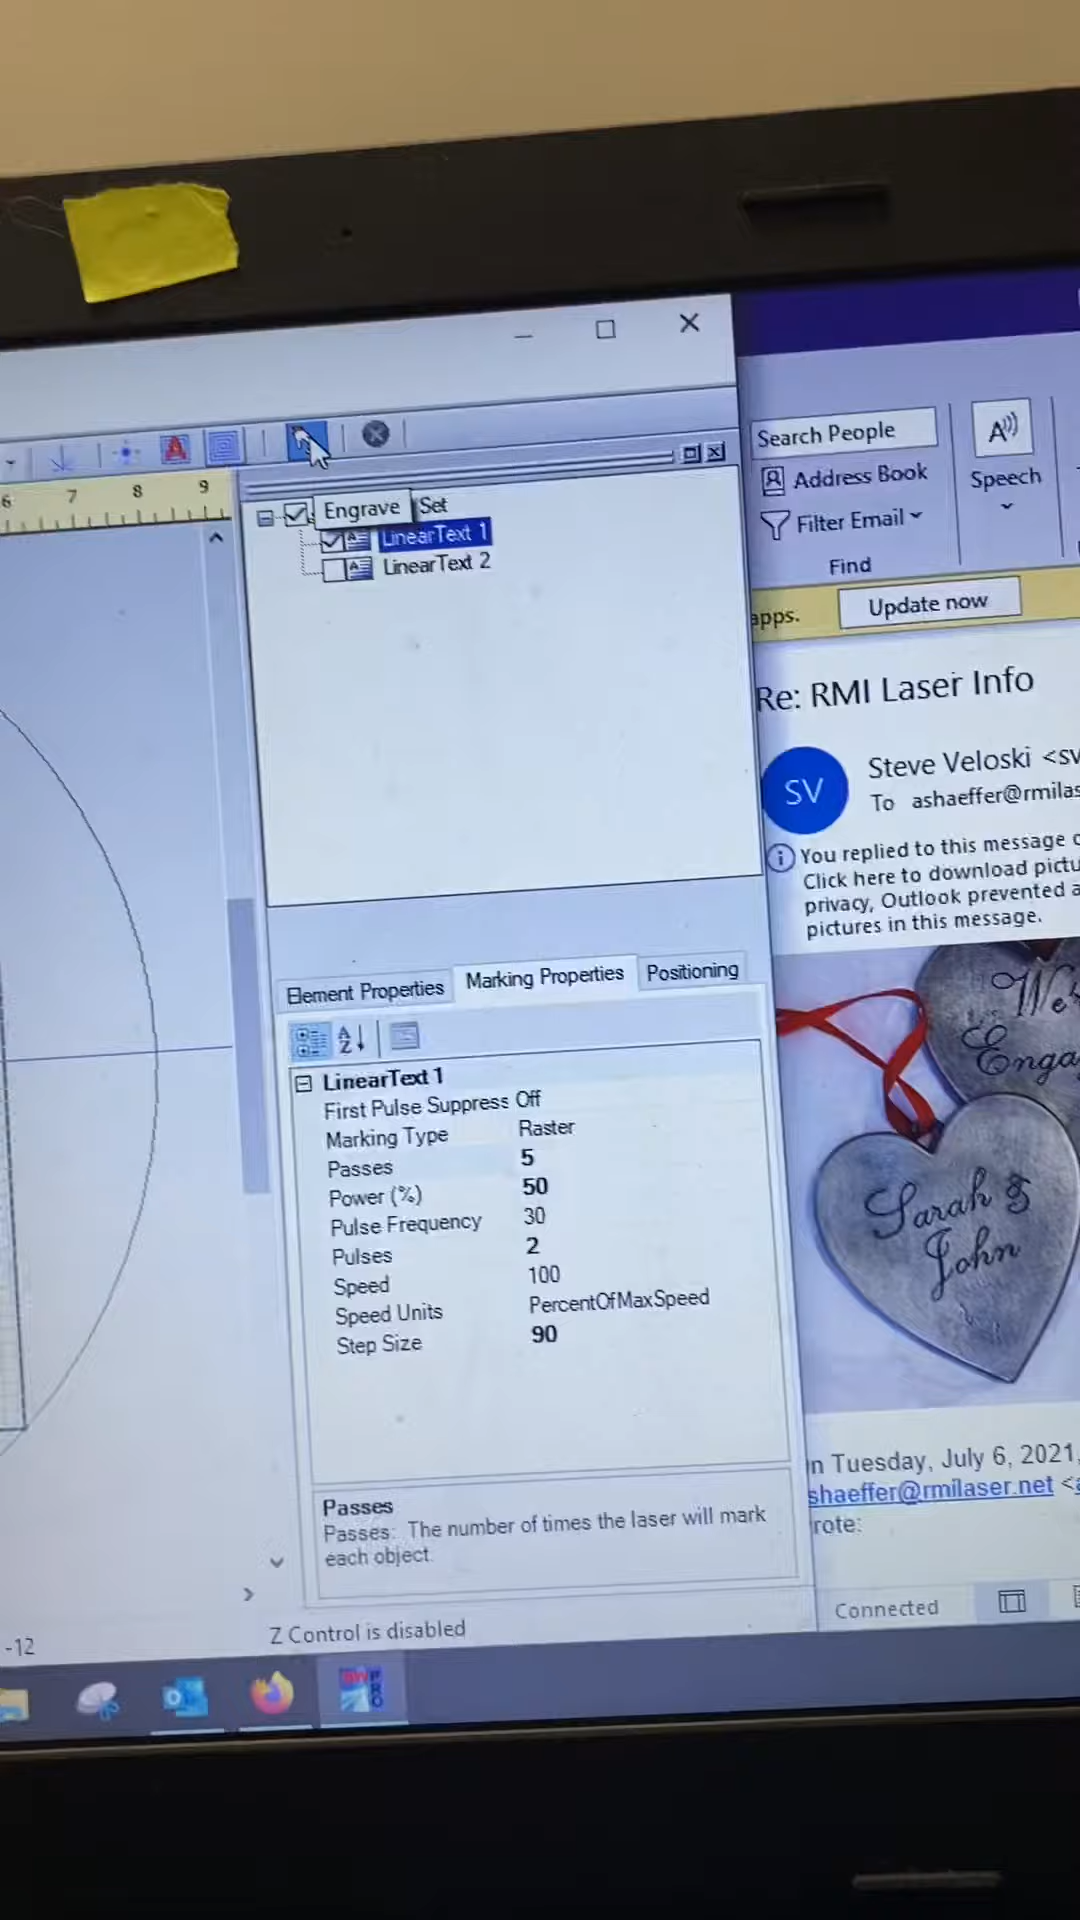 6 7 8 9
A
Engrave Set
LinearText 1
LinearText 2
Element Properties Marking Properties Positioning
LinearText 1
First Pulse Suppress Off
Marking Type Raster
Passes 5
Power (%) 50
Pulse Frequency 30
Pulses 2
Speed 100
Speed Units PercentOfMaxSpeed
Step Size 90
Passes
Passes: The number of times the laser will mark
each object.
-12
Z Control is disabled
PRO
Search People
Address Book
Filter Email
Find
Speech
apps.
Update now
Re: RMI Laser Info
SV
Steve Veloski <sv
To ashaeffer@rmilas
You replied to this message
Click here to download pictu
privacy, Outlook prevented a
pictures in this message.
We
Enga
Sarah &
John
n Tuesday, July 6, 2021,
shaeffer@rmilaser.net <
rote:
Connected